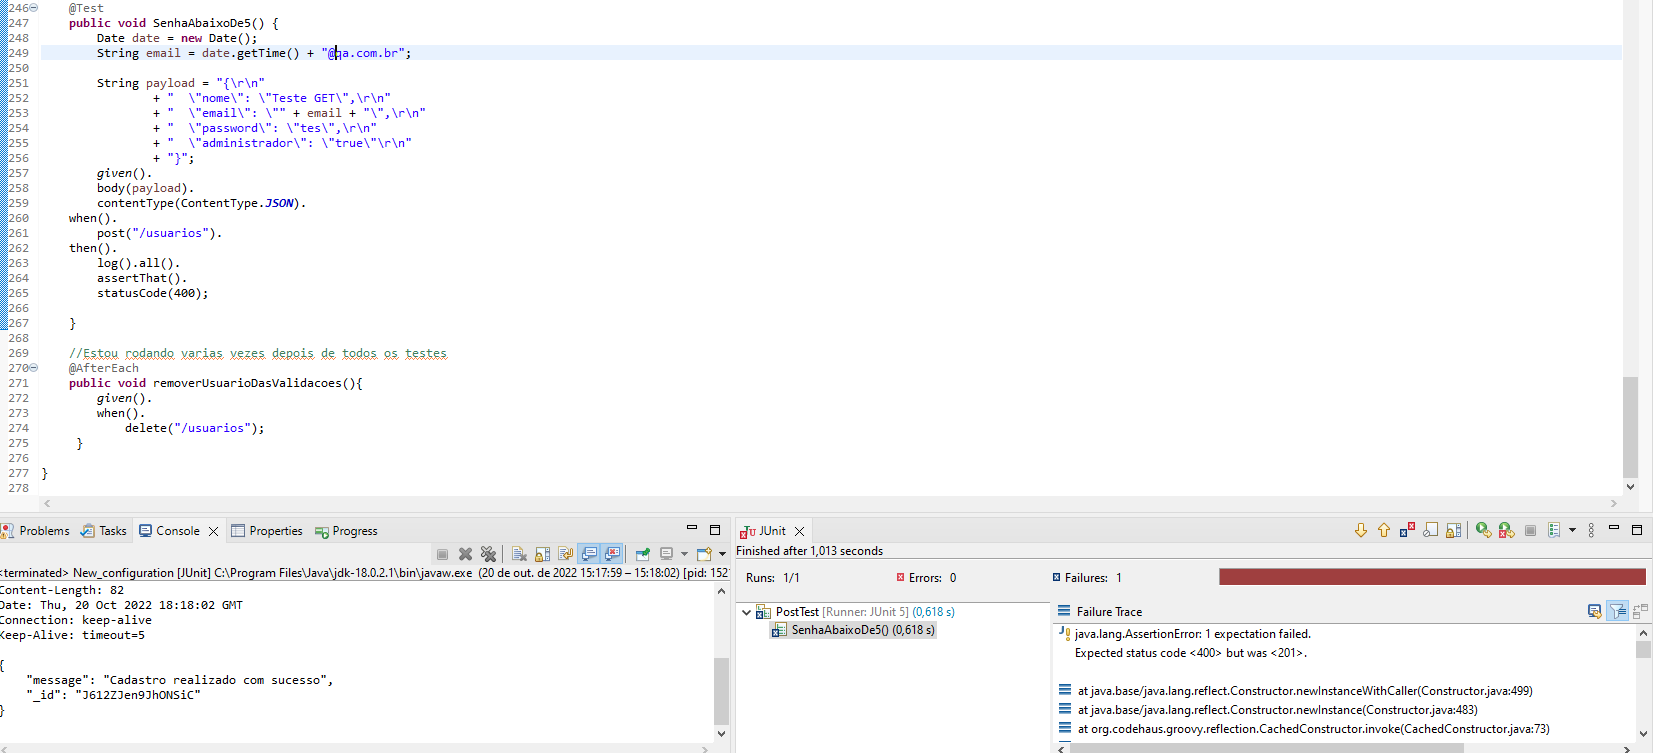 246 @Test
247 public void SenhaAbaixoDe5() {
248 Date date = new Date();
249 String email = date.getTime() + "@qa.com.br";
250
251 String payload = "{\r\n"
252 + "  \"nome\": \"Teste GET\",\r\n"
253 + "  \"email\": \"" + email + "\",\r\n"
254 + "  \"password\": \"tes\",\r\n"
255 + "  \"administrador\": \"true\"\r\n"
256 + "}";
257 given().
258 body(payload).
259 contentType(ContentType.JSON).
260 when().
261 post("/usuarios").
262 then().
263 log().all().
264 assertThat().
265 statusCode(400);
266
267 }
268
269 //Estou rodando varias vezes depois de todos os testes
270 @AfterEach
271 public void removerUsuarioDasValidacoes(){
272 given().
273 when().
274 delete("/usuarios");
275 }
276
277 }
278
Problems Tasks Console Properties Progress
<terminated> New_configuration [JUnit] C:\Program Files\Java\jdk-18.0.2.1\bin\javaw.exe (20 de out. de 2022 15:17:59 – 15:18:02) [pid: 152
Content-Length: 82
Date: Thu, 20 Oct 2022 18:18:02 GMT
Connection: keep-alive
Keep-Alive: timeout=5
{
"message": "Cadastro realizado com sucesso",
"_id": "J612ZJen9JhONSiC"
}
JUnit
Finished after 1,013 seconds
Runs: 1/1 Errors: 0 Failures: 1
PostTest [Runner: JUnit 5] (0,618 s)
SenhaAbaixoDe5() (0,618 s)
Failure Trace
java.lang.AssertionError: 1 expectation failed.
Expected status code <400> but was <201>.
at java.base/java.lang.reflect.Constructor.newInstanceWithCaller(Constructor.java:499)
at java.base/java.lang.reflect.Constructor.newInstance(Constructor.java:483)
at org.codehaus.groovy.reflection.CachedConstructor.invoke(CachedConstructor.java:73)